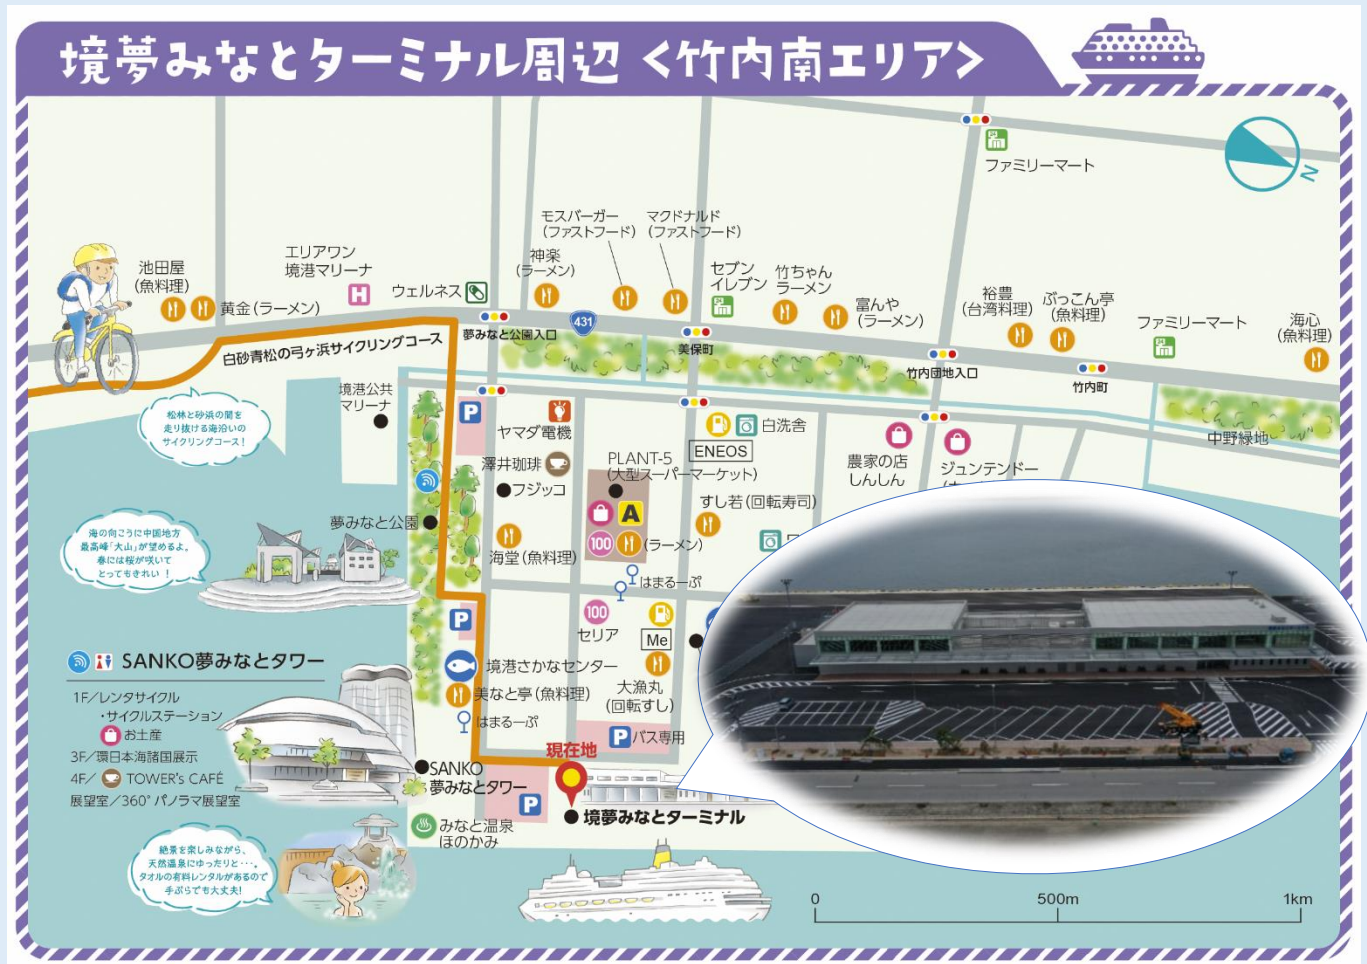 境夢みなとターミナル周辺<竹内南エリア>
ファミリーマート
N
モスバーガー
(ファストフード)
マクドナルド
(ファストフード)
池田屋
(魚料理)
黄金(ラーメン)
エリアワン
境港マリーナ
H
ウェルネス
神楽
(ラーメン)
セブン
イレブン
竹ちゃん
ラーメン
富んや
(ラーメン)
裕豊
(台湾料理)
ぶっこん亭
(魚料理)
ファミリーマート
海心
(魚料理)
431
夢みなと公園入口
美保町
竹内団地入口
竹内町
白砂青松の弓ヶ浜サイクリングコース
中野緑地
松林と砂浜の間を
走り抜ける海沿いの
サイクリングコース!
境港公共
マリーナ
P
ヤマダ電機
澤井珈琲
フジッコ
PLANT-5
(大型スーパーマーケット)
ENEOS
白洗舎
農家の店
しんしん
ジュンテンドー
A
100
(ラーメン)
すし若(回転寿司)
海の向こうに中国地方
最高峰「大山」が望めるよ。
春には桜が咲いて
とってもきれい!
夢みなと公園
海堂(魚料理)
はまるーぷ
P
100
セリア
Me
境港さかなセンター
美なと亭(魚料理)
はまるーぷ
大漁丸
(回転すし)
P バス専用
現在地
SANKO夢みなとタワー
1F/レンタサイクル
・サイクルステーション
お土産
3F/環日本海諸国展示
4F/ TOWER's CAFÉ
展望室/360°パノラマ展望室
SANKO
夢みなとタワー
P
境夢みなとターミナル
みなと温泉
ほのかみ
絶景を楽しみながら、
天然温泉にゆったりと・・・。
タオルの有料レンタルがあるので
手ぶらでも大丈夫!
0
500m
1km